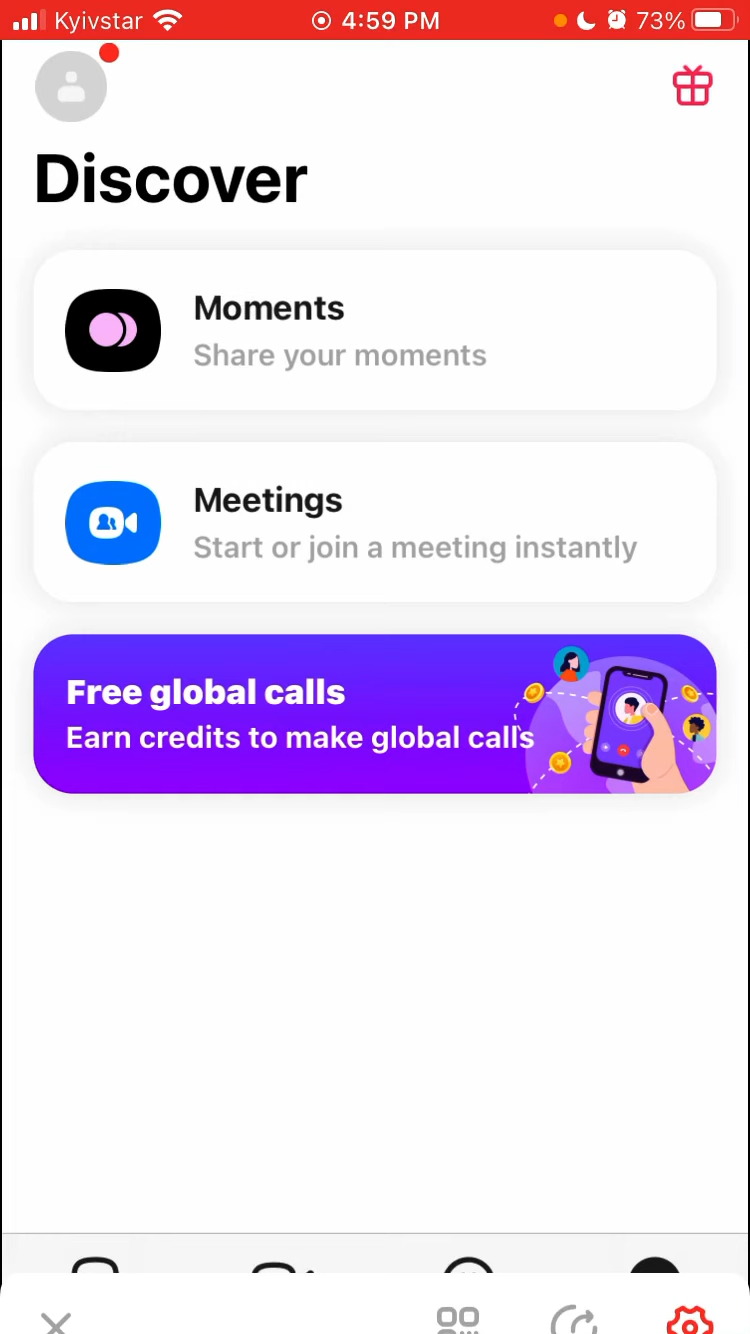 Kyivstar 4:59 PM 73%
Discover
Moments
Share your moments
Meetings
Start or join a meeting instantly
Free global calls
Earn credits to make global calls